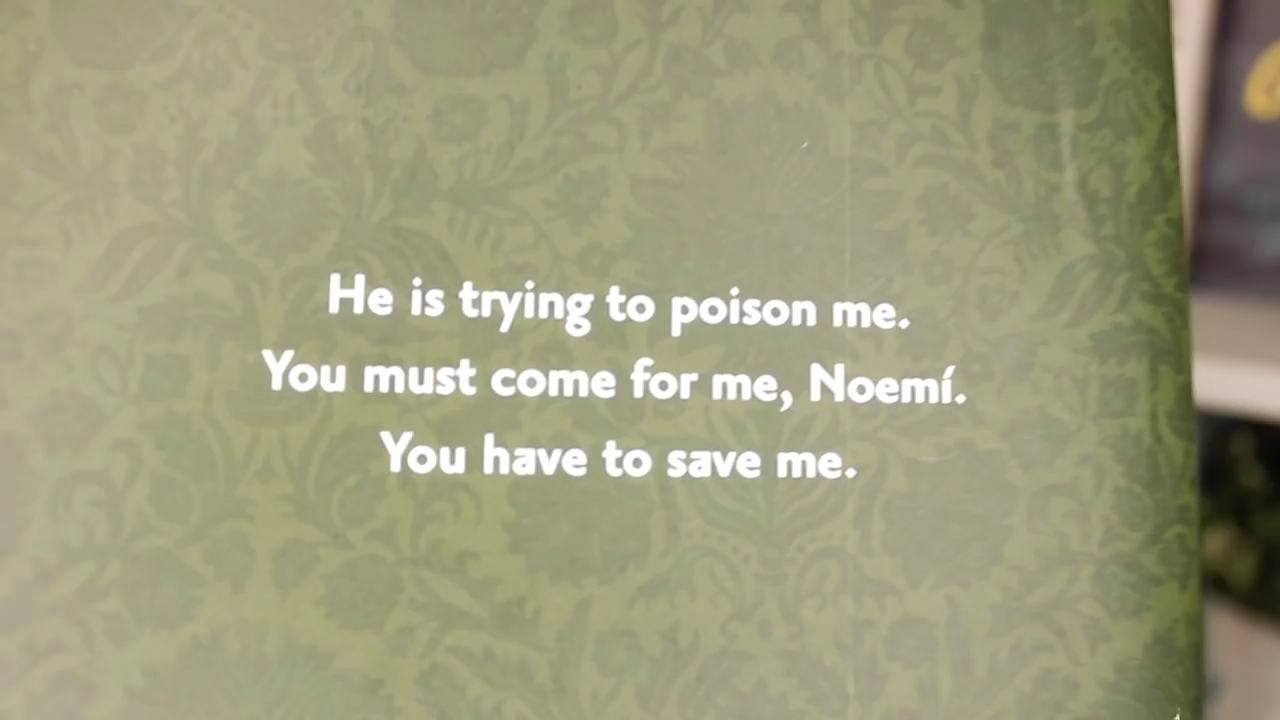 He is trying to poison me.
You must come for me, Noemí.
You have to save me.